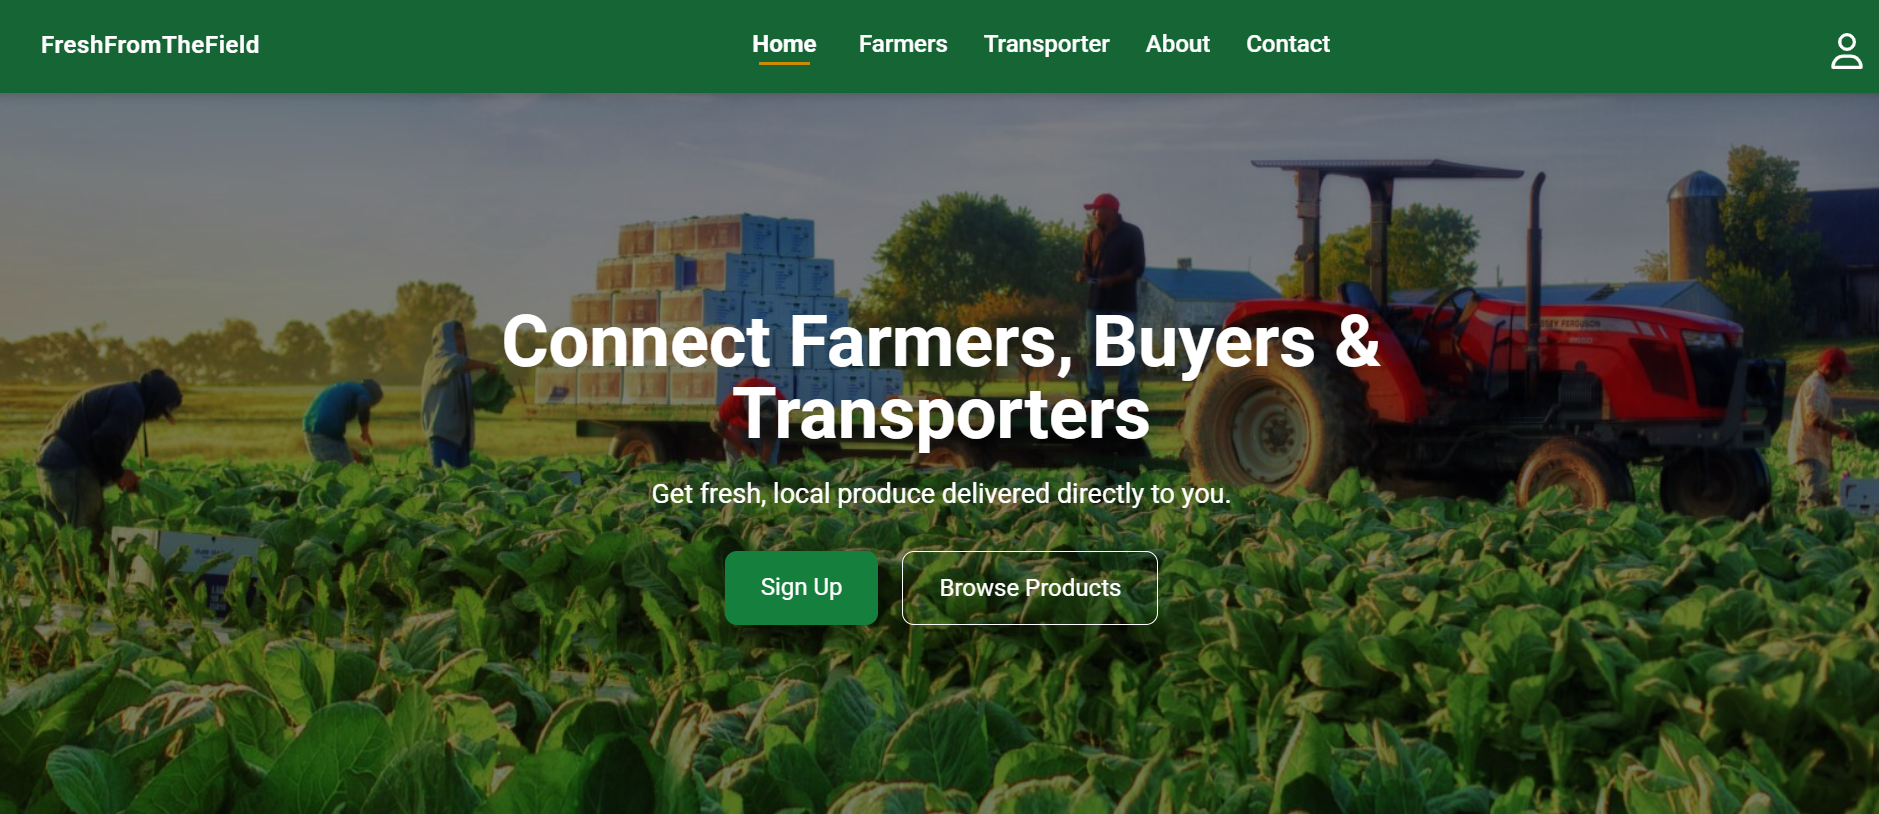 FreshFromTheField
Home Farmers Transporter About Contact
Connect Farmers, Buyers &
Transporters
Get fresh, local produce delivered directly to you.
Sign Up Browse Products